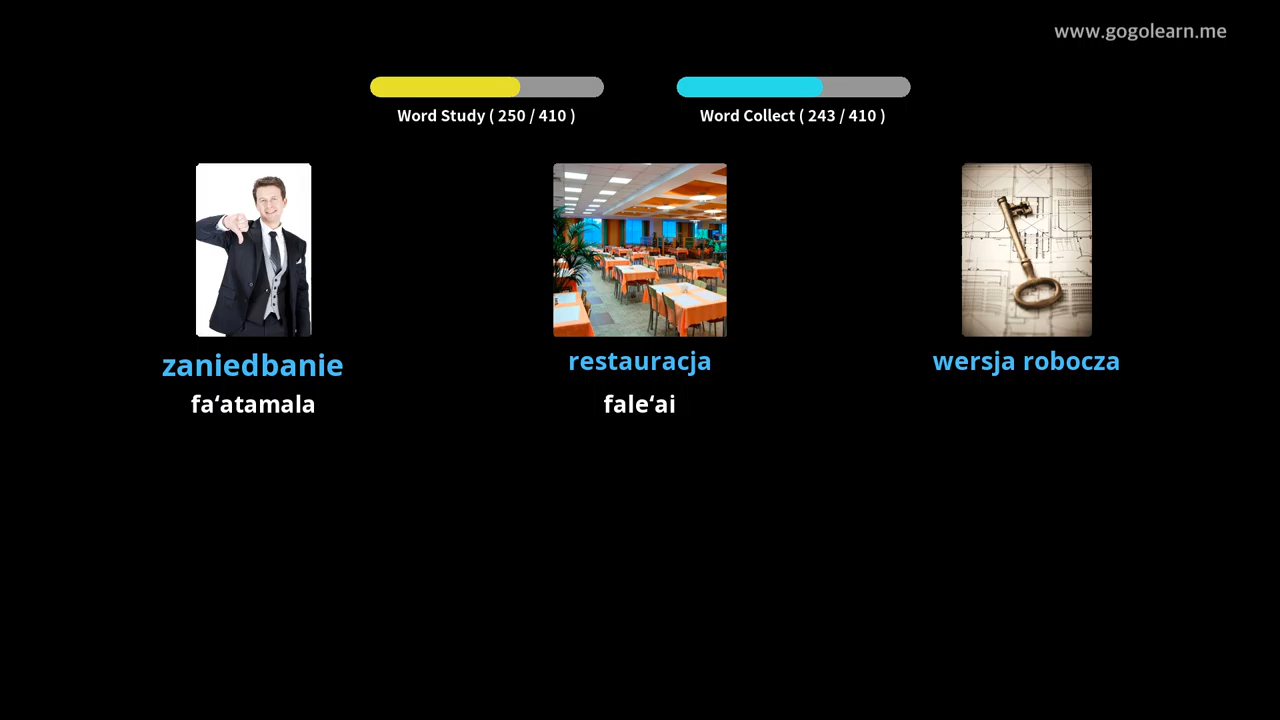 www.gogolearn.me
Word Study ( 250 / 410 )
Word Collect ( 243 / 410 )
zaniedbanie
restauracja
wersja robocza
fa‘atamala
fale‘ai